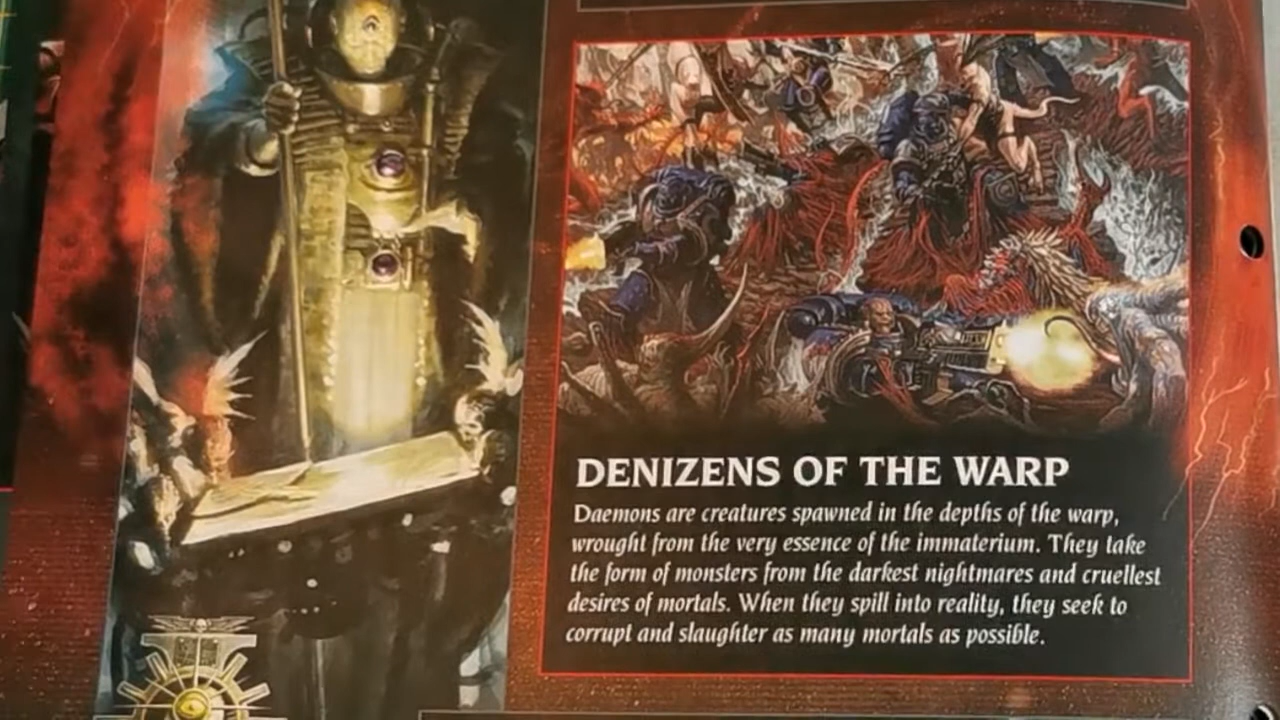 DENIZENS OF THE WARP
Daemons are creatures spawned in the depths of the warp,
wrought from the very essence of the immaterium. They take
the form of monsters from the darkest nightmares and cruellest
desires of mortals. When they spill into reality, they seek to
corrupt and slaughter as many mortals as possible.